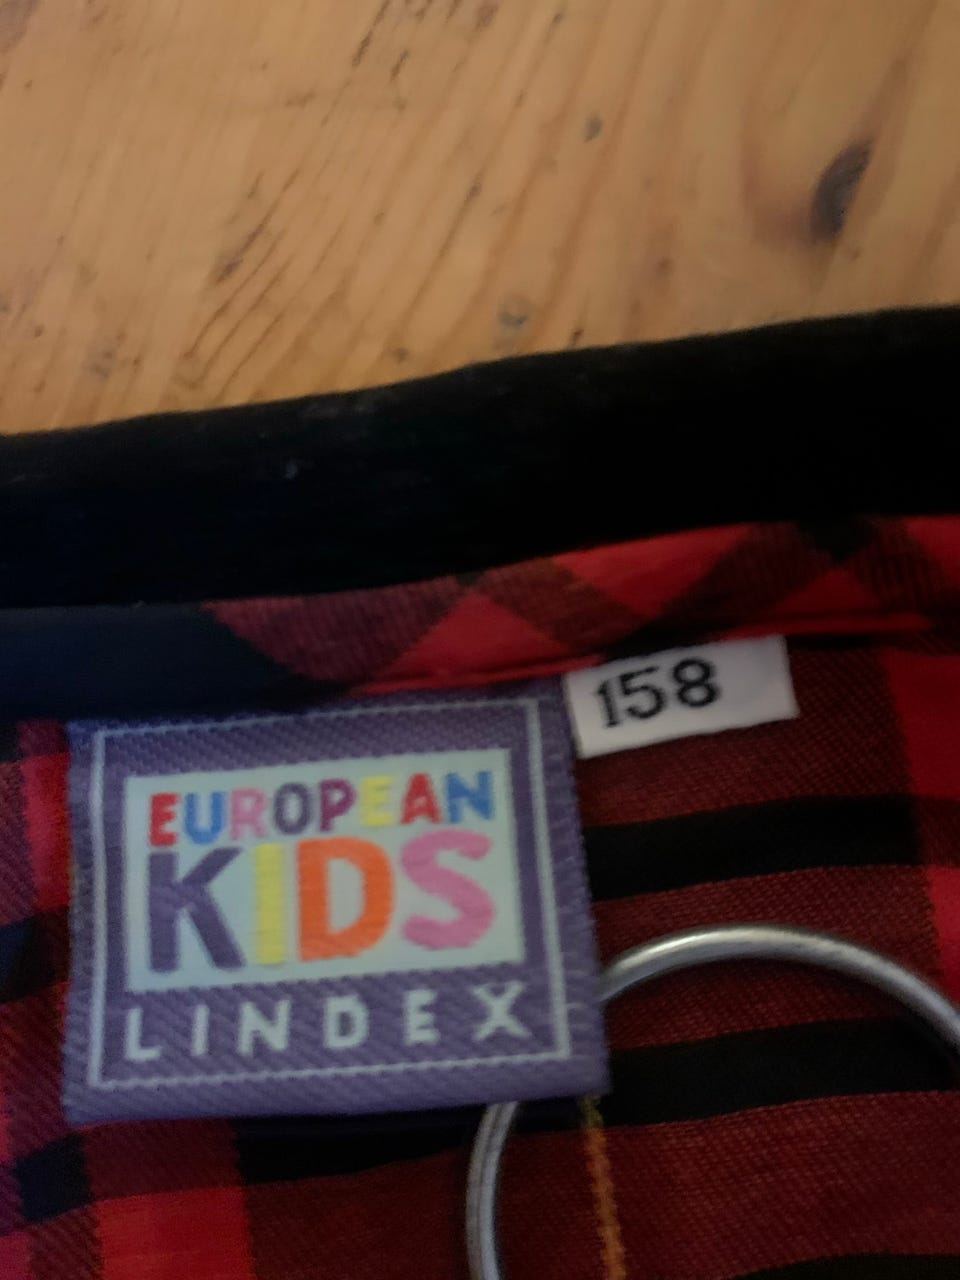 158
EUROPEAN
KIDS
LINDEX